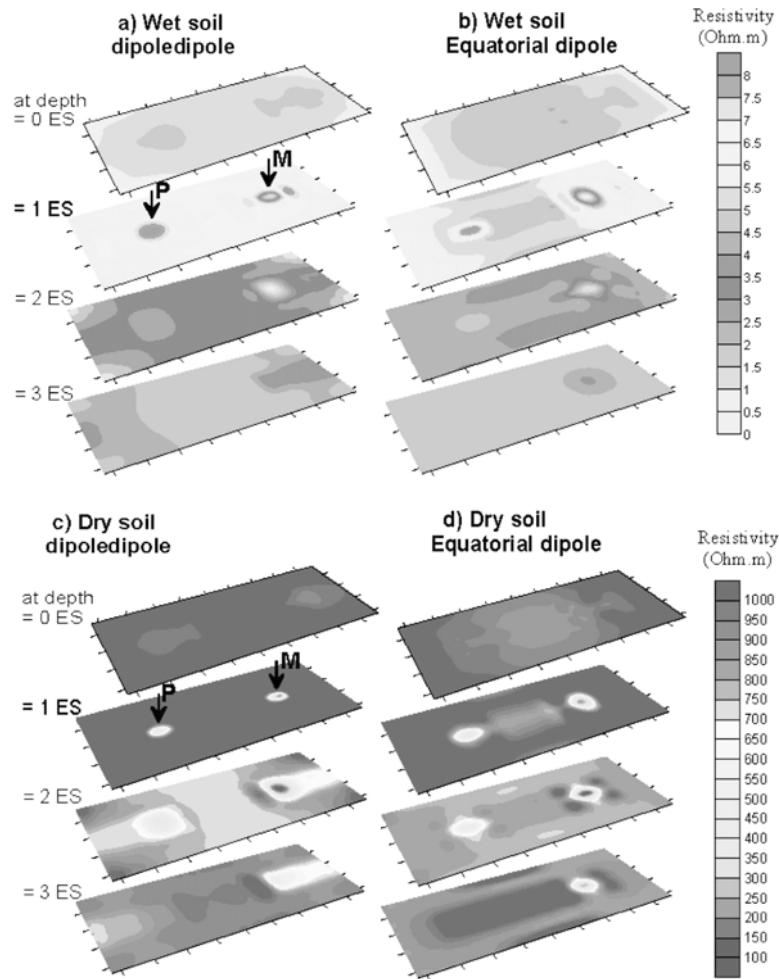 a) Wet soil
dipoledipole
b) Wet soil
Equatorial dipole
Resistivity
(Ohm.m)
at depth
= 0 ES
= 1 ES
P
M
= 2 ES
= 3 ES
8
7.5
7
6.5
6
5.5
5
4.5
4
3.5
3
2.5
2
1.5
1
0.5
0
c) Dry soil
dipoledipole
d) Dry soil
Equatorial dipole
Resistivity
(Ohm.m)
at depth
= 0 ES
= 1 ES
P
M
= 2 ES
= 3 ES
1000
950
900
850
800
750
700
650
600
550
500
450
400
350
300
250
200
150
100